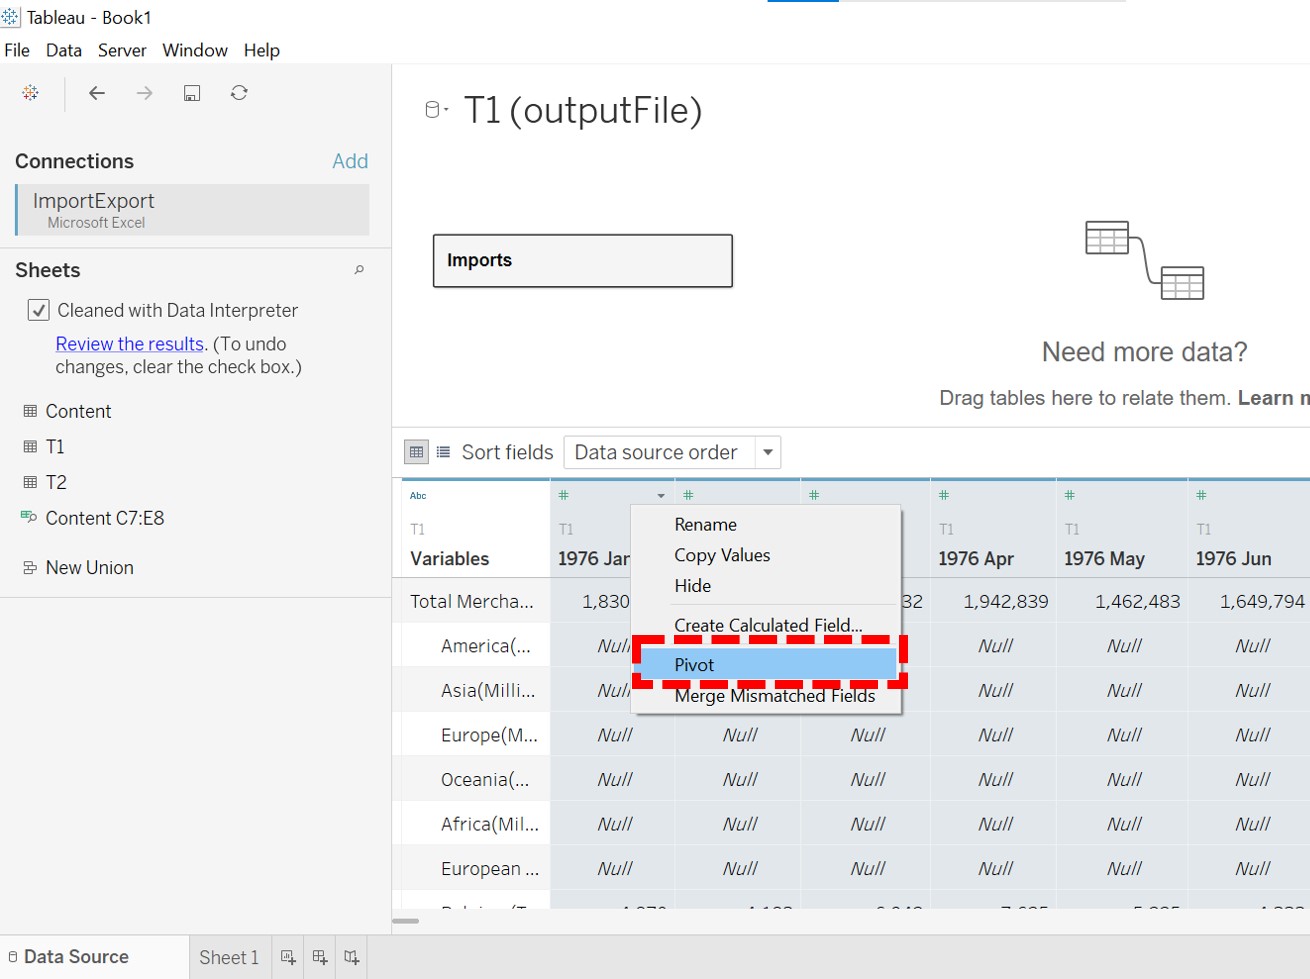 Tableau - Book1
File Data Server Window Help
T1 (outputFile)
Connections Add
ImportExport
Microsoft Excel
Sheets
Cleaned with Data Interpreter
Review the results. (To undo
changes, clear the check box.)
Content
T1
T2
Content C7:E8
New Union
Imports
Need more data?
Drag tables here to relate them. Learn
Sort fields Data source order
Abc # # # # # #
T1 T1 T1 T1 T1
Variables 1976 Jan 1976 Apr 1976 May 1976 Jun
Rename
Copy Values
Hide
Create Calculated Field...
Pivot
Merge Mismatched Fields
Total Mercha... 1,830 32 1,942,839 1,462,483 1,649,794
America(... Null Null Null Null
Asia(Milli... Null Null Null Null
Europe(M... Null Null Null Null Null Null
Oceania(... Null Null Null Null Null Null
Africa(Mil... Null Null Null Null Null Null
European ... Null Null Null Null Null Null
Data Source Sheet 1